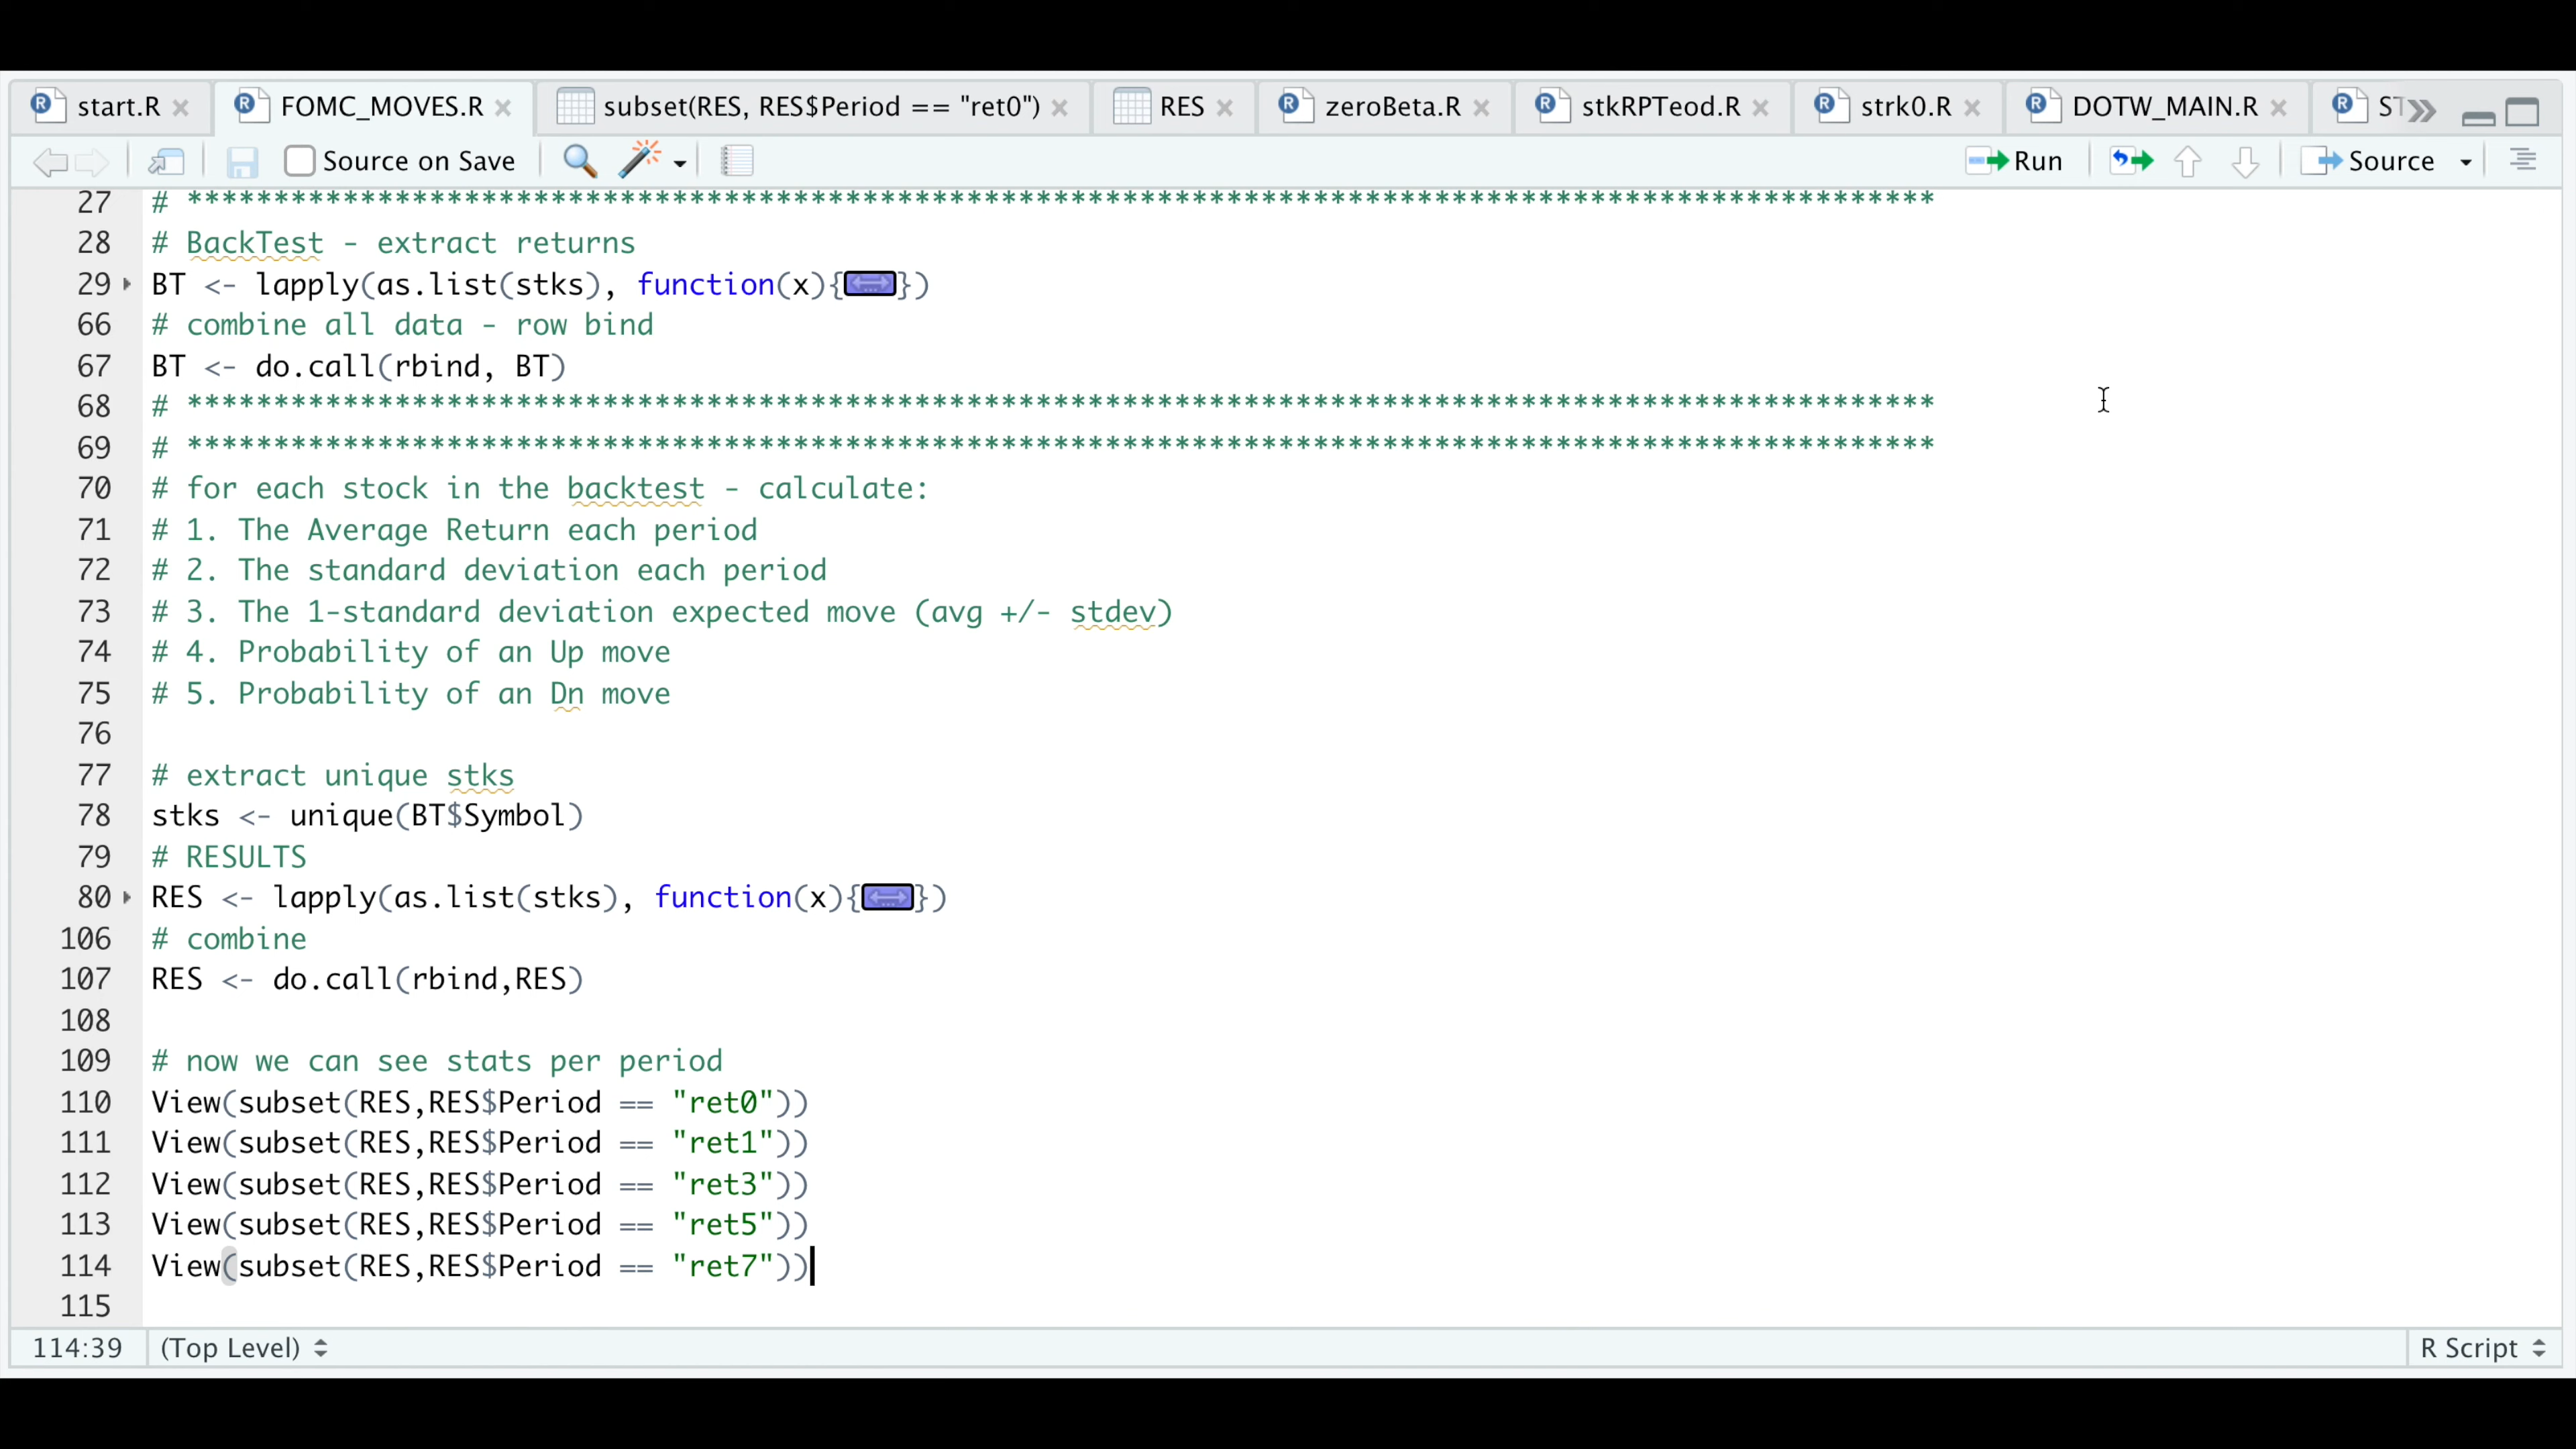 start.R FOMC_MOVES.R subset(RES, RES$Period == "ret0") RES zeroBeta.R stkRPTeod.R strk0.R DOTW_MAIN.R
Source on Save Run Source
27 # *****************************************************************************************************
28 # BackTest - extract returns
29 BT <- lapply(as.list(stks), function(x){})
66 # combine all data - row bind
67 BT <- do.call(rbind, BT)
68 # *****************************************************************************************************
69 # *****************************************************************************************************
70 # for each stock in the backtest - calculate:
71 # 1. The Average Return each period
72 # 2. The standard deviation each period
73 # 3. The 1-standard deviation expected move (avg +/- stdev)
74 # 4. Probability of an Up move
75 # 5. Probability of an Dn move
76
77 # extract unique stks
78 stks <- unique(BT$Symbol)
79 # RESULTS
80 RES <- lapply(as.list(stks), function(x){})
106 # combine
107 RES <- do.call(rbind,RES)
108
109 # now we can see stats per period
110 View(subset(RES,RES$Period == "ret0"))
111 View(subset(RES,RES$Period == "ret1"))
112 View(subset(RES,RES$Period == "ret3"))
113 View(subset(RES,RES$Period == "ret5"))
114 View(subset(RES,RES$Period == "ret7"))
115
114:39 (Top Level) R Script